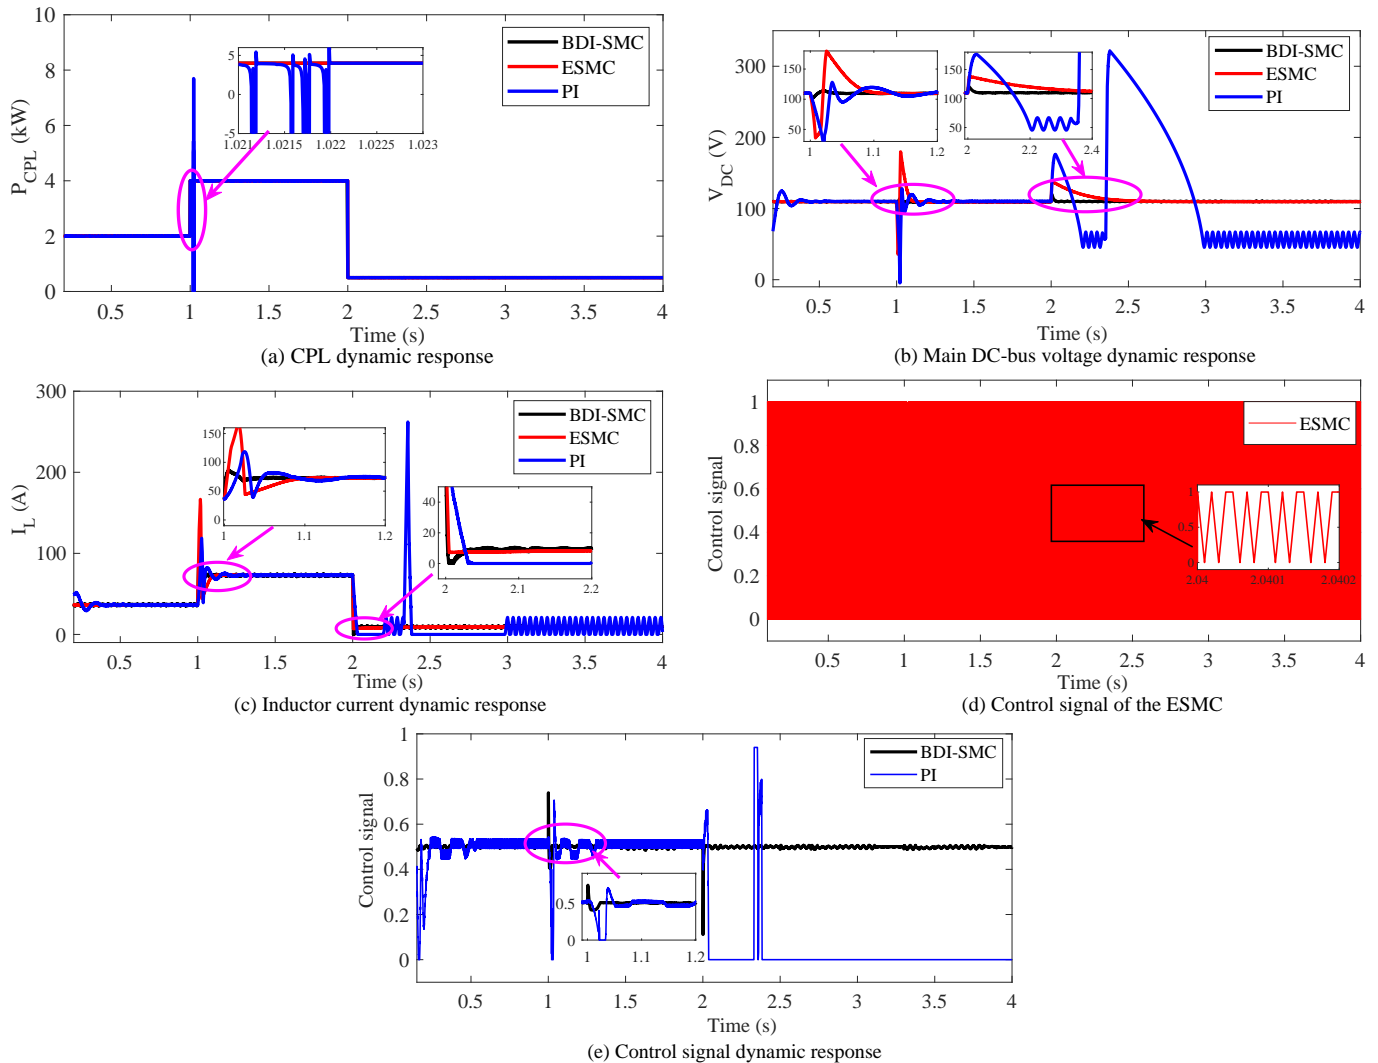 10
8
6
4
2
0
P_CPL (kW)
BDI-SMC
ESMC
PI
5
0
-5
1.021 1.0215 1.022 1.0225 1.023
0.5 1 1.5 2 2.5 3 3.5 4
Time (s)
(a) CPL dynamic response
300
200
100
0
V_DC (V)
BDI-SMC
ESMC
PI
150
100
50
1 1.1 1.2
150
100
50
2 2.2 2.4
0.5 1 1.5 2 2.5 3 3.5 4
Time (s)
(b) Main DC-bus voltage dynamic response
300
200
100
0
I_L (A)
BDI-SMC
ESMC
PI
150
100
50
0
1 1.1 1.2
40
20
0
2 2.1 2.2
0.5 1 1.5 2 2.5 3 3.5 4
Time (s)
(c) Inductor current dynamic response
1
0.8
0.6
0.4
0.2
0
Control signal
ESMC
1
0.5
0
2.04 2.0401 2.0402
0.5 1 1.5 2 2.5 3 3.5 4
Time (s)
(d) Control signal of the ESMC
1
0.8
0.6
0.4
0.2
0
Control signal
BDI-SMC
PI
0.5
0
1 1.1 1.2
0.5 1 1.5 2 2.5 3 3.5 4
Time (s)
(e) Control signal dynamic response